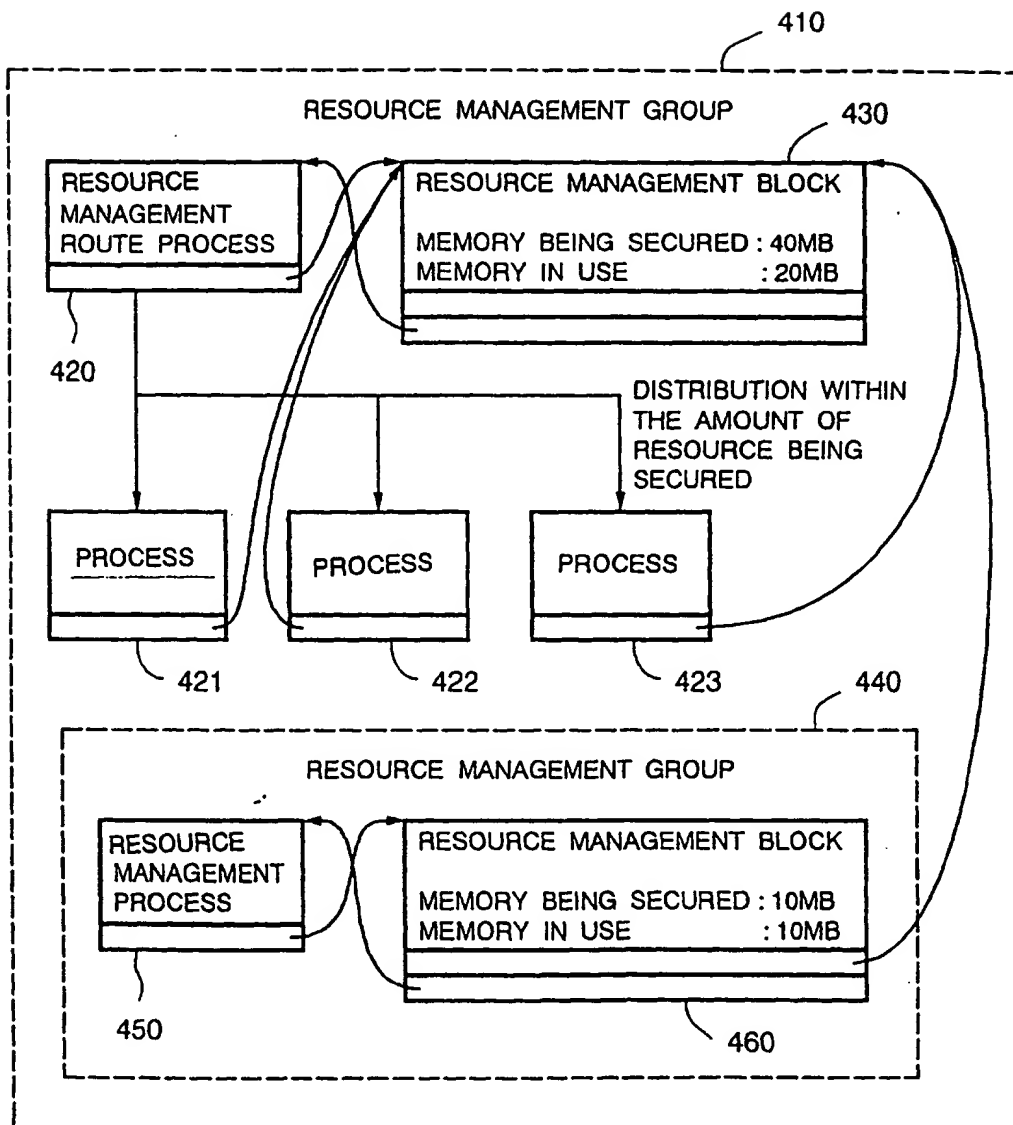 410
RESOURCE MANAGEMENT GROUP
430
RESOURCE
MANAGEMENT
ROUTE PROCESS
RESOURCE MANAGEMENT BLOCK
MEMORY BEING SECURED : 40MB
MEMORY IN USE : 20MB
420
DISTRIBUTION WITHIN
THE AMOUNT OF
RESOURCE BEING
SECURED
PROCESS
PROCESS
PROCESS
421
422
423
440
RESOURCE MANAGEMENT GROUP
RESOURCE
MANAGEMENT
PROCESS
RESOURCE MANAGEMENT BLOCK
MEMORY BEING SECURED : 10MB
MEMORY IN USE : 10MB
450
460